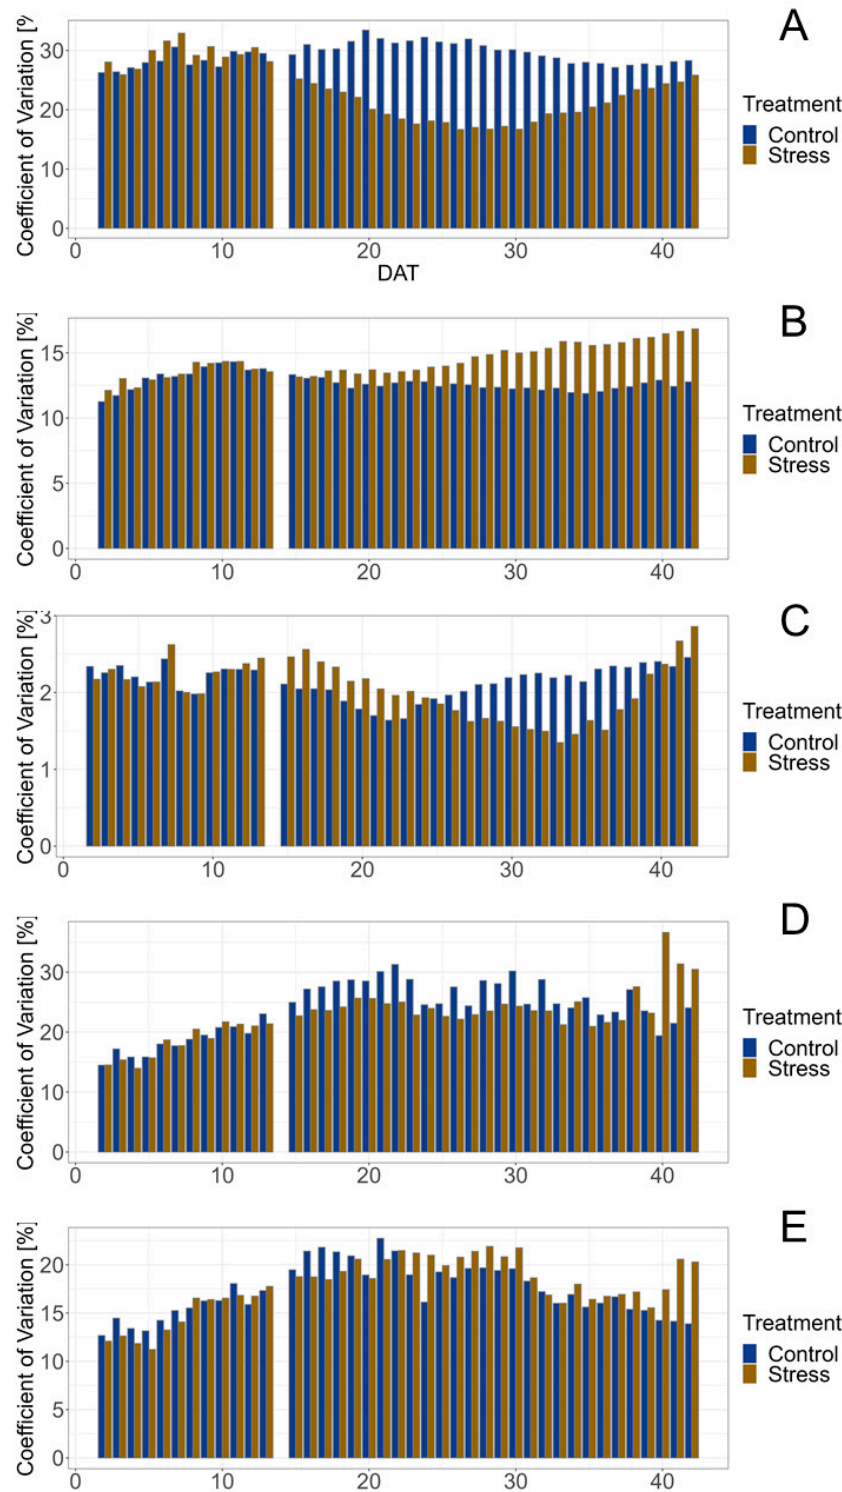 A
Coefficient of Variation [%
30
20
10
0
0 10 20 30 40
DAT
Treatment
Control
Stress
B
Coefficient of Variation [%]
15
10
5
0
0 10 20 30 40
Treatment
Control
Stress
C
Coefficient of Variation [%]
3
2
1
0
0 10 20 30 40
Treatment
Control
Stress
D
Coefficient of Variation [%]
30
20
10
0
0 10 20 30 40
Treatment
Control
Stress
E
Coefficient of Variation [%]
20
15
10
5
0
0 10 20 30 40
Treatment
Control
Stress